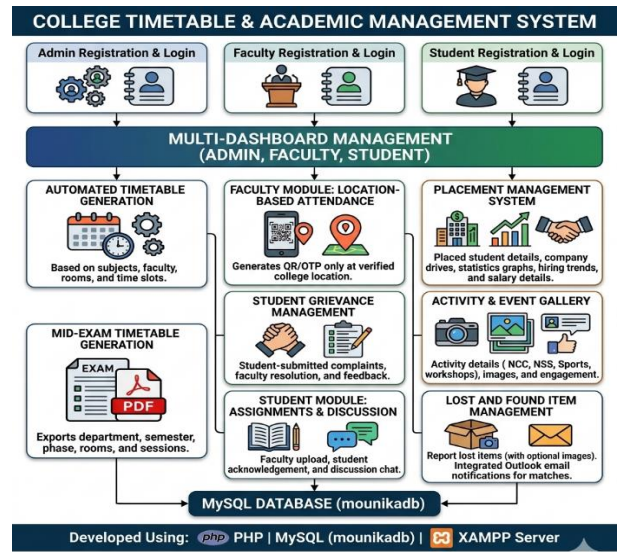 COLLEGE TIMETABLE & ACADEMIC MANAGEMENT SYSTEM
Admin Registration & Login
Faculty Registration & Login
Student Registration & Login
MULTI-DASHBOARD MANAGEMENT
(ADMIN, FACULTY, STUDENT)
AUTOMATED TIMETABLE
GENERATION
Based on subjects, faculty,
rooms, and time slots.
FACULTY MODULE: LOCATION-
BASED ATTENDANCE
Generates QR/OTP only at verified
college location.
PLACEMENT MANAGEMENT
SYSTEM
Placed student details, company
drives, statistics graphs, hiring trends,
and salary details.
STUDENT GRIEVANCE
MANAGEMENT
Student-submitted complaints,
faculty resolution, and feedback.
ACTIVITY & EVENT GALLERY
Activity details ( NCC, NSS, Sports,
workshops), images, and engagement.
MID-EXAM TIMETABLE
GENERATION
EXAM
PDF
Exports department, semester,
phase, rooms, and sessions.
STUDENT MODULE:
ASSIGNMENTS & DISCUSSION
Faculty upload, student
acknowledgement, and discussion chat.
LOST AND FOUND ITEM
MANAGEMENT
Report lost items (with optional images).
Integrated Outlook email
notifications for matches.
MySQL DATABASE (mounikadb)
Developed Using: php PHP | MySQL (mounikadb) | XAMPP Server